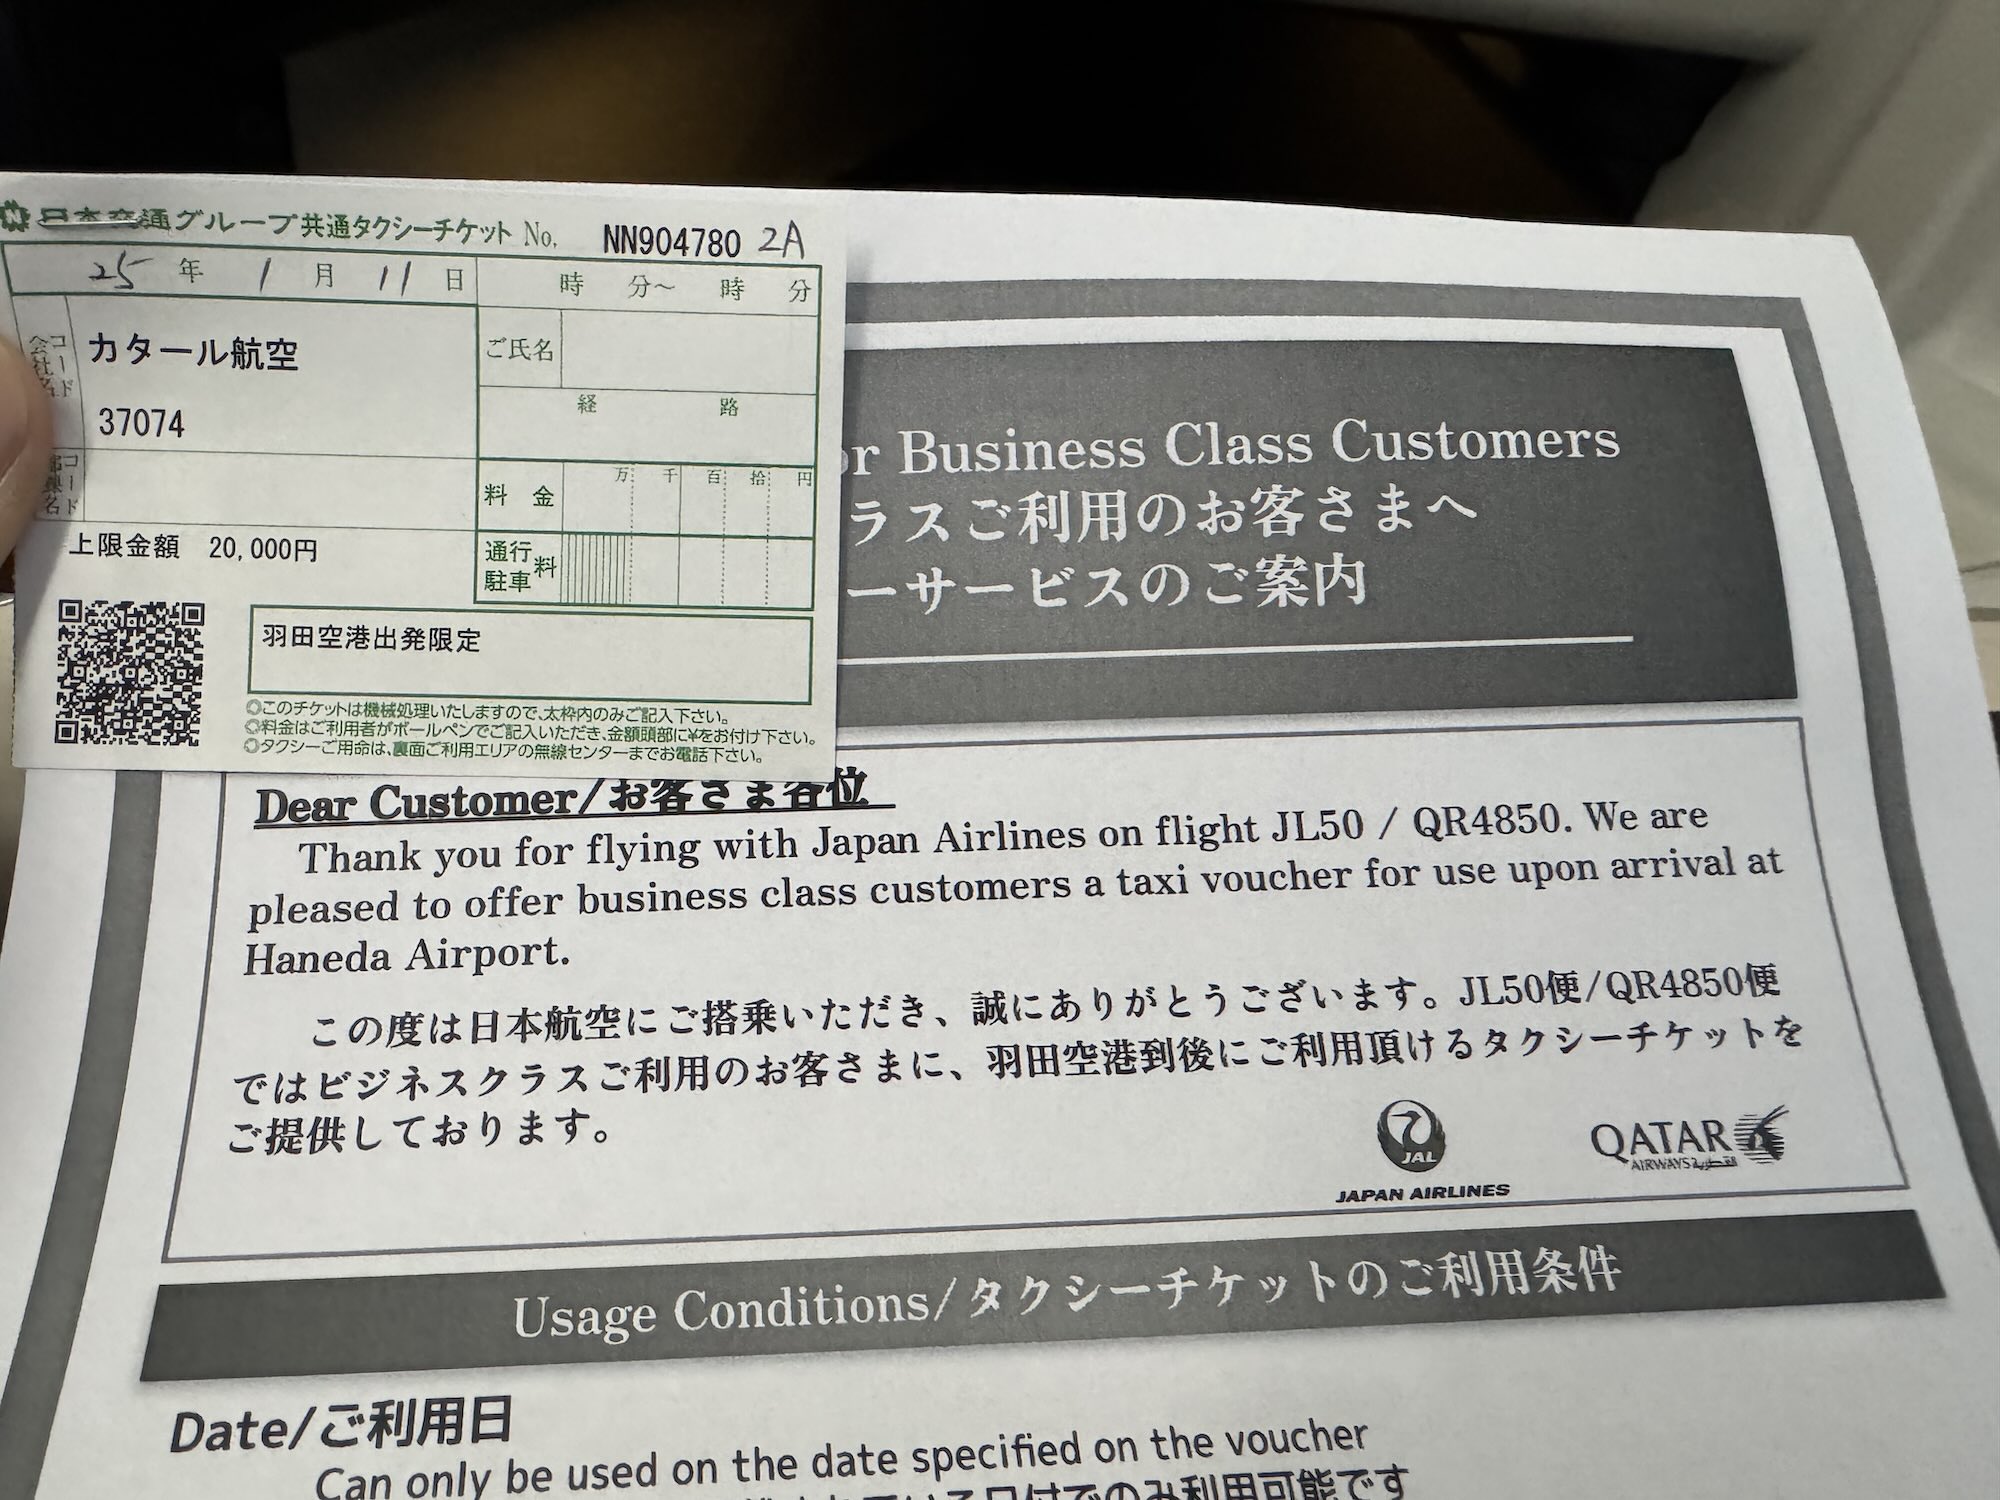 日本交通グループ共通タクシーチケット No. NN904780 2A
25 年 1 月 11 日
時 分～ 時 分
会社名 コード
カタール航空
37074
ご氏名
経 路
部課名 コード
料 金 万 千 百 拾 円
上限金額 20,000円
通行 駐車 料
羽田空港出発限定
◎このチケットは機械処理いたしますので、太枠内のみご記入下さい。
◎料金はご利用者がボールペンでご記入いただき、金額頭部に¥をお付け下さい。
◎タクシーご用命は、裏面ご利用エリアの無線センターまでお電話下さい。
or Business Class Customers
ラスご利用のお客さまへ
ーサービスのご案内
Dear Customer/お客さま各位
Thank you for flying with Japan Airlines on flight JL50 / QR4850. We are
pleased to offer business class customers a taxi voucher for use upon arrival at
Haneda Airport.
この度は日本航空にご搭乗いただき、誠にありがとうございます。JL50便/QR4850便
ではビジネスクラスご利用のお客さまに、羽田空港到後にご利用頂けるタクシーチケットを
ご提供しております。
JAL
JAPAN AIRLINES
QATAR
AIRWAYS القطرية
Usage Conditions/タクシーチケットのご利用条件
Date/ご利用日
Can only be used on the date specified on the voucher
日付でのみ利用可能です